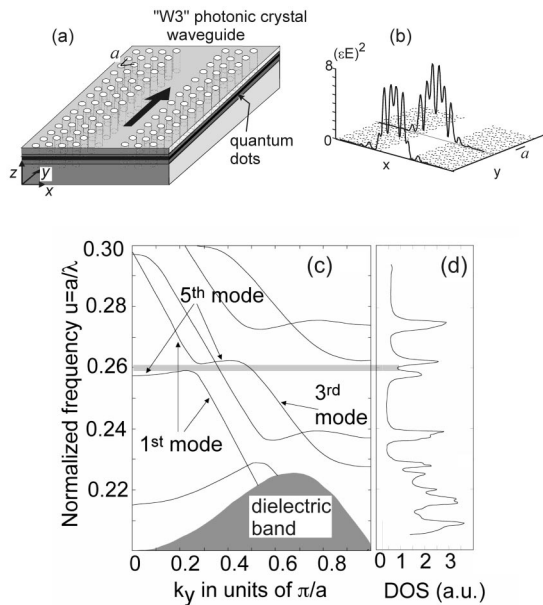 (a)
"W3" photonic crystal
waveguide
a
quantum
dots
z
y
x
(b)
(εE)²
8
0
x
y
a
Normalized frequency u=a/λ
0.30
0.28
0.26
0.24
0.22
(c)
5th mode
3rd
mode
1st mode
dielectric
band
0.0 0.2 0.4 0.6 0.8
ky in units of π/a
(d)
0 1 2 3
DOS (a.u.)